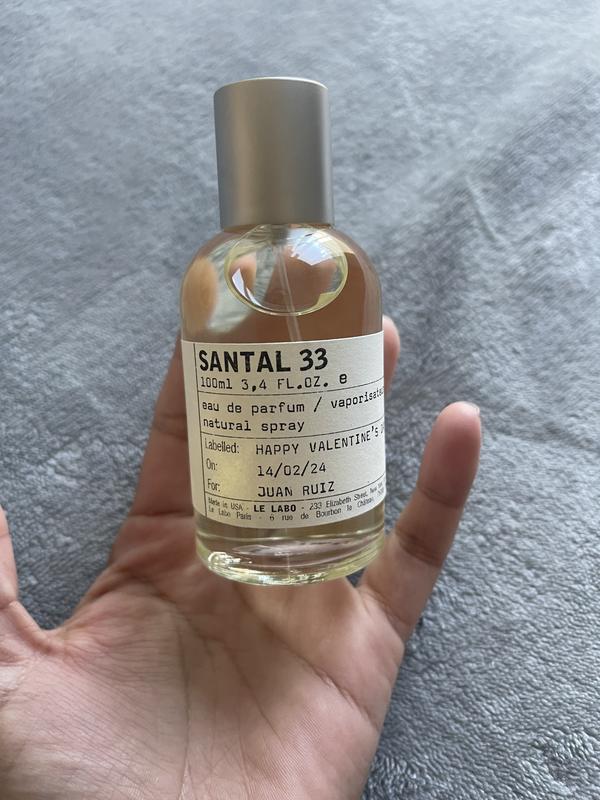 SANTAL 33
100ml 3,4 FL.OZ. e
eau de parfum / vaporisateur
natural spray
Labelled: HAPPY VALENTINE'S
On: 14/02/24
For: JUAN RUIZ
Made in USA - LE LABO - 233 Elizabeth Street, New
Le Labo Paris - 6 rue de Bourbon le Château,